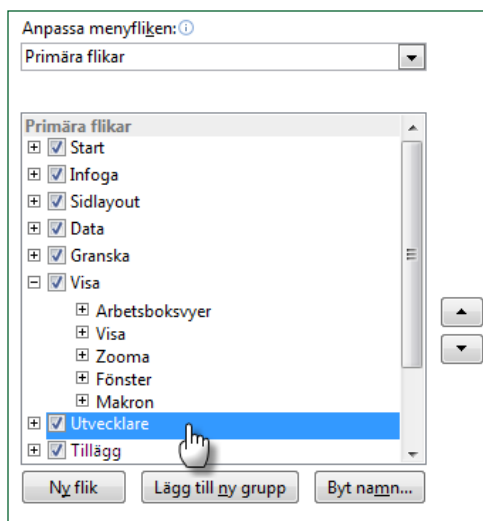 Anpassa menyfliken:
Primära flikar
Primära flikar
Start
Infoga
Sidlayout
Data
Granska
Visa
Arbetsboksvyer
Visa
Zooma
Fönster
Makron
Utvecklare
Tillägg
Ny flik Lägg till ny grupp Byt namn...